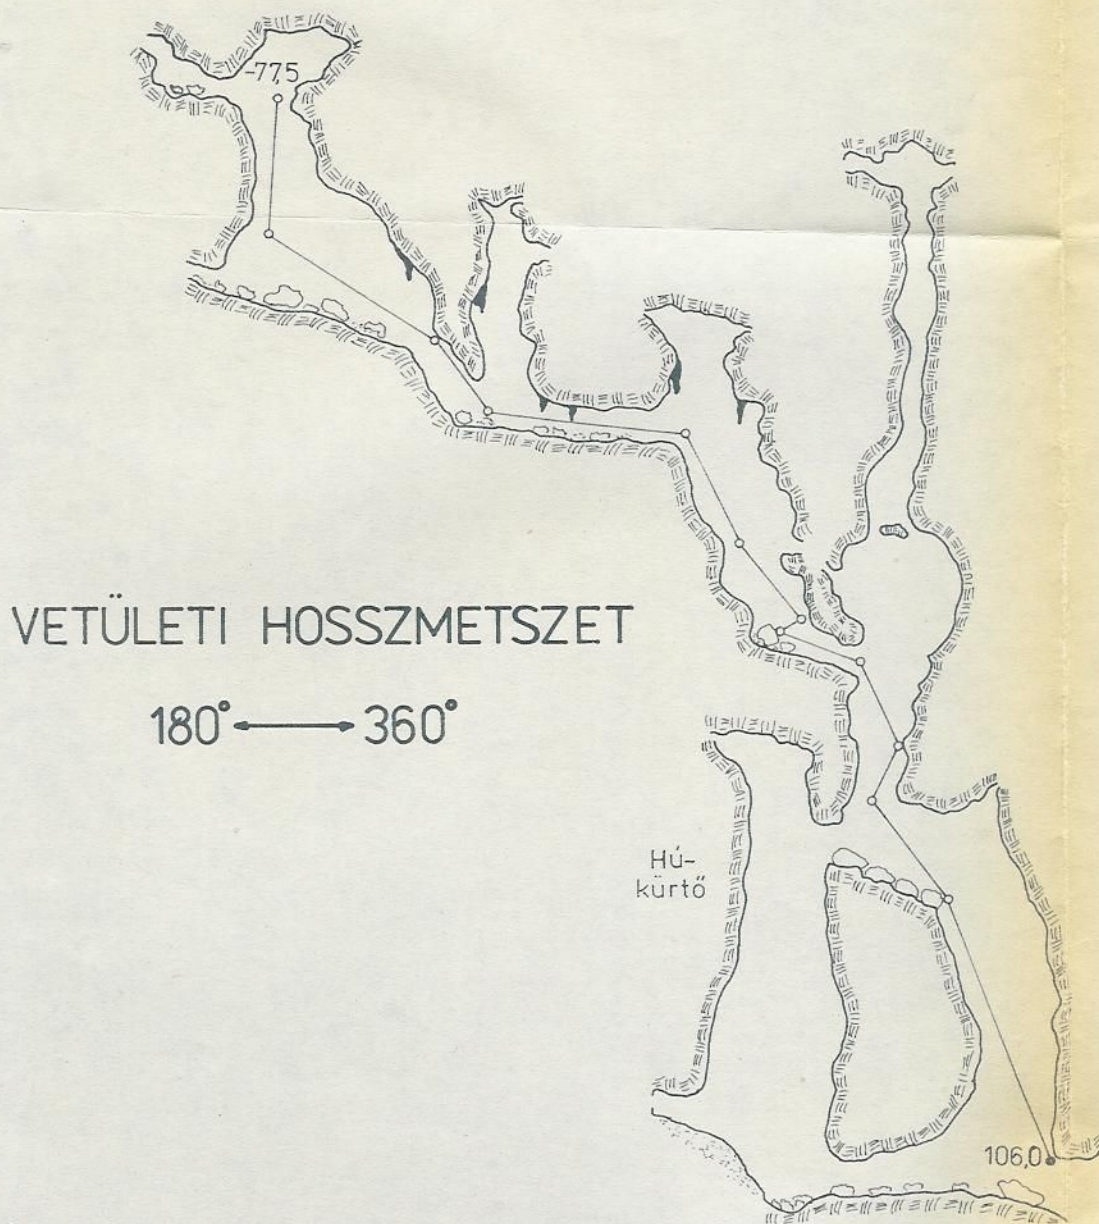 -77,5
VETÜLETI HOSSZMETSZET
180° ⟷ 360°
Hú-
kürtő
106,0